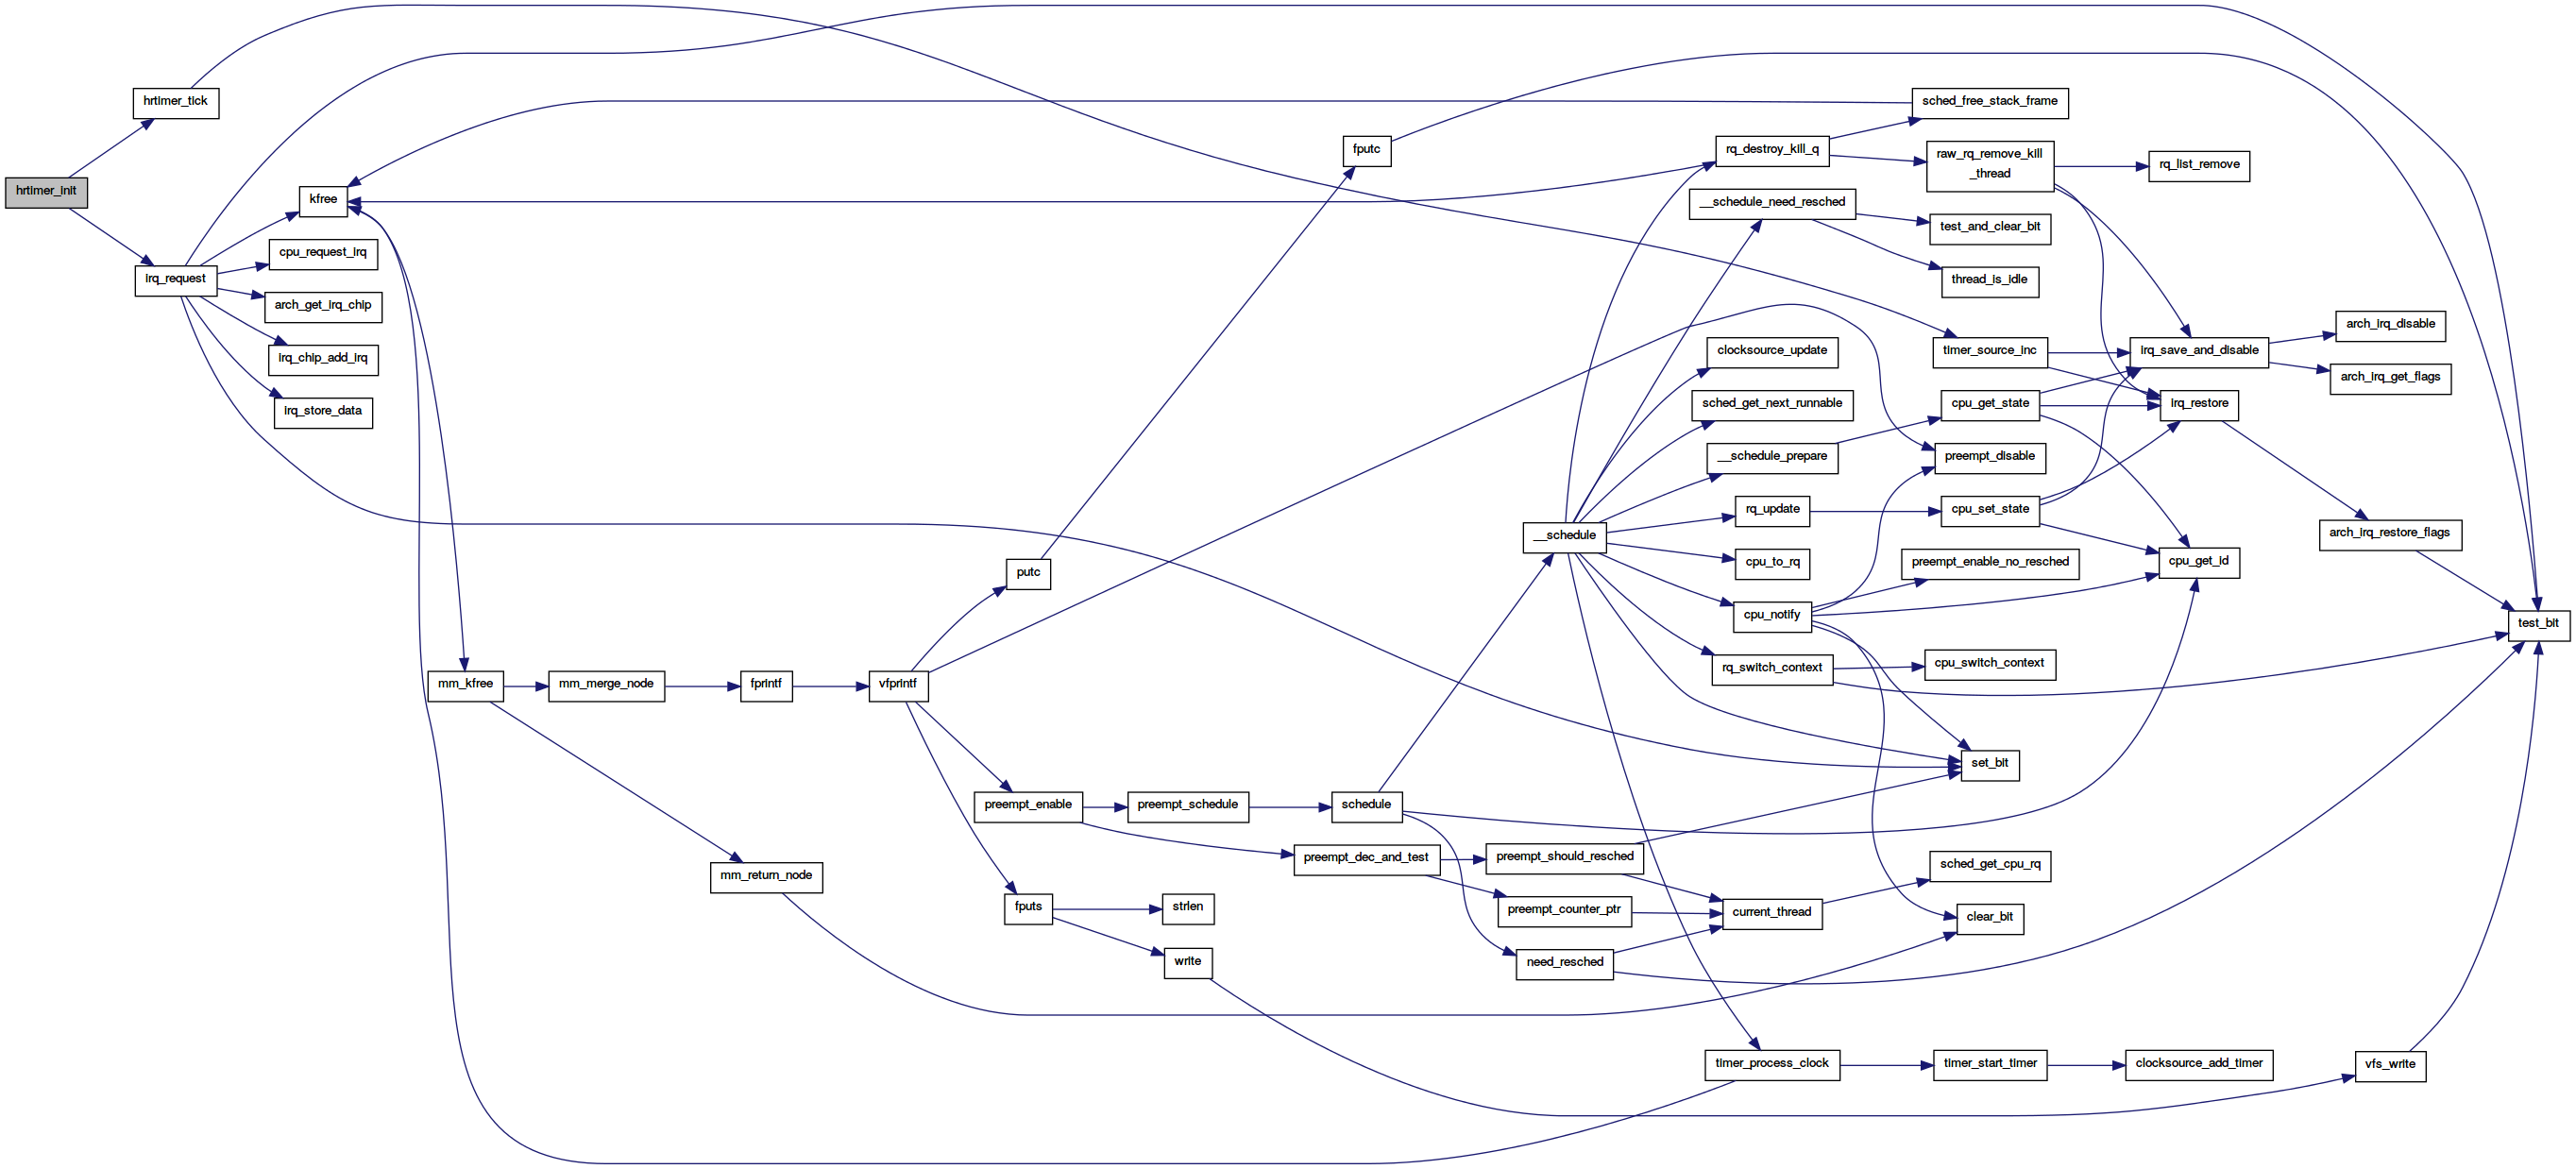 hrtimer_init
hrtimer_tick
irq_request
kfree
cpu_request_irq
arch_get_irq_chip
irq_chip_add_irq
irq_store_data
mm_kfree
mm_merge_node
mm_return_node
fprintf
vfprintf
putc
preempt_enable
fputs
preempt_schedule
strlen
write
fputc
schedule
preempt_dec_and_test
__schedule
preempt_should_resched
preempt_counter_ptr
need_resched
rq_destroy_kill_q
__schedule_need_resched
clocksource_update
sched_get_next_runnable
__schedule_prepare
rq_update
cpu_to_rq
cpu_notify
rq_switch_context
current_thread
timer_process_clock
sched_free_stack_frame
raw_rq_remove_kill
_thread
test_and_clear_bit
thread_is_idle
timer_source_inc
cpu_get_state
preempt_disable
cpu_set_state
preempt_enable_no_resched
cpu_switch_context
set_bit
sched_get_cpu_rq
clear_bit
timer_start_timer
rq_list_remove
irq_save_and_disable
irq_restore
cpu_get_id
clocksource_add_timer
arch_irq_disable
arch_irq_get_flags
arch_irq_restore_flags
vfs_write
test_bit